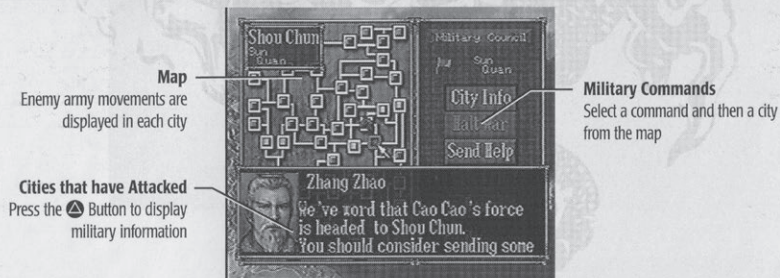 Shou Chun
Sun
Quan
Military Council
Sun
Quan
City Info
Halt War
Send Help
Map
Enemy army movements are
displayed in each city
Military Commands
Select a command and then a city
from the map
Cities that have Attacked
Press the Button to display
military information
Zhang Zhao
We've word that Cao Cao's force
is headed to Shou Chun.
You should consider sending some